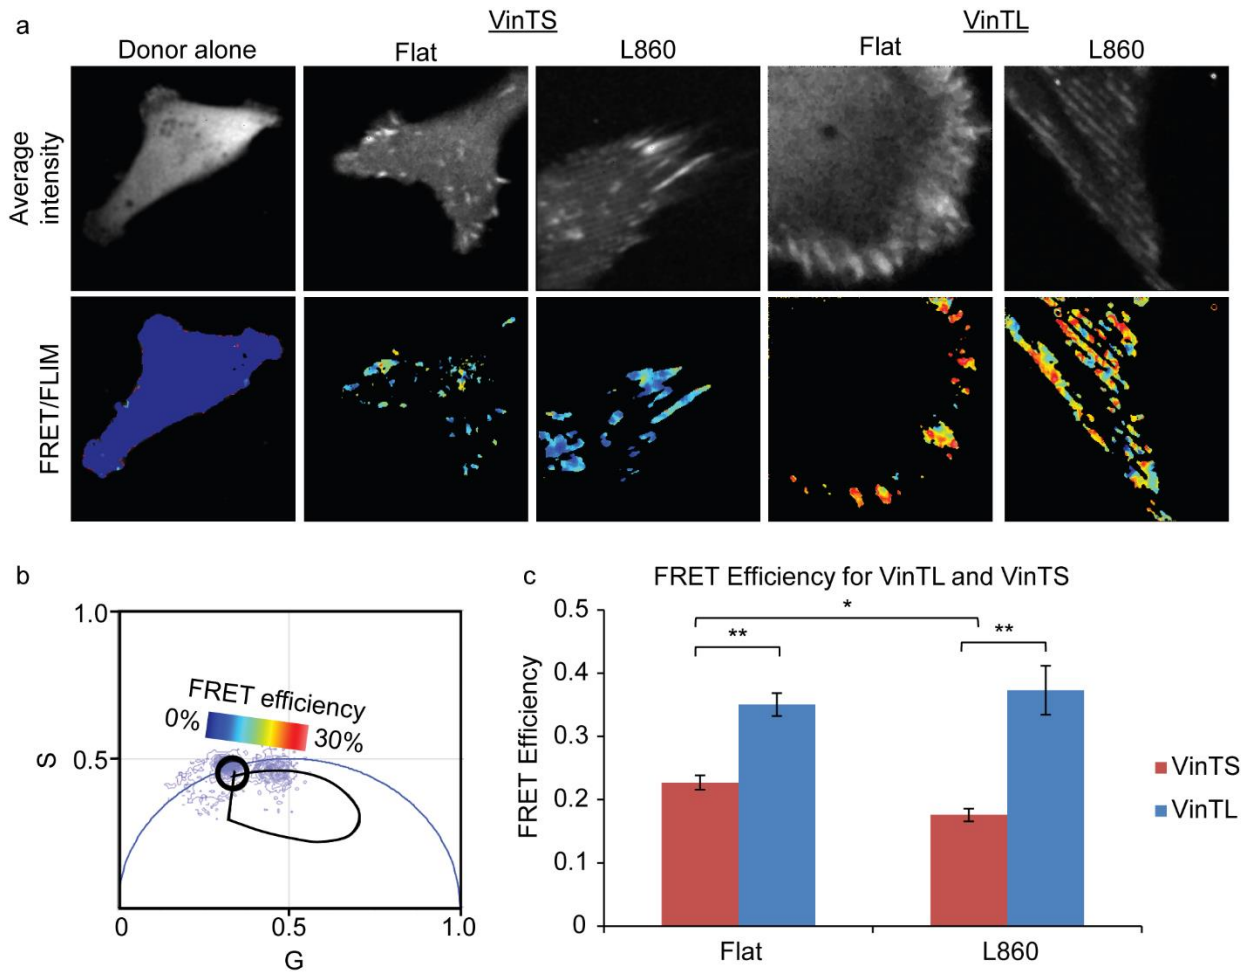 a
VinTS
VinTL
Donor alone
Flat
L860
Flat
L860
Average
intensity
FRET/FLIM
b
1.0
FRET efficiency
0%
30%
S
0.5
0
0.5
1.0
G
c
FRET Efficiency for VinTL and VinTS
0.5
*
**
**
0.4
0.3
0.2
0.1
0
FRET Efficiency
VinTS
VinTL
Flat
L860